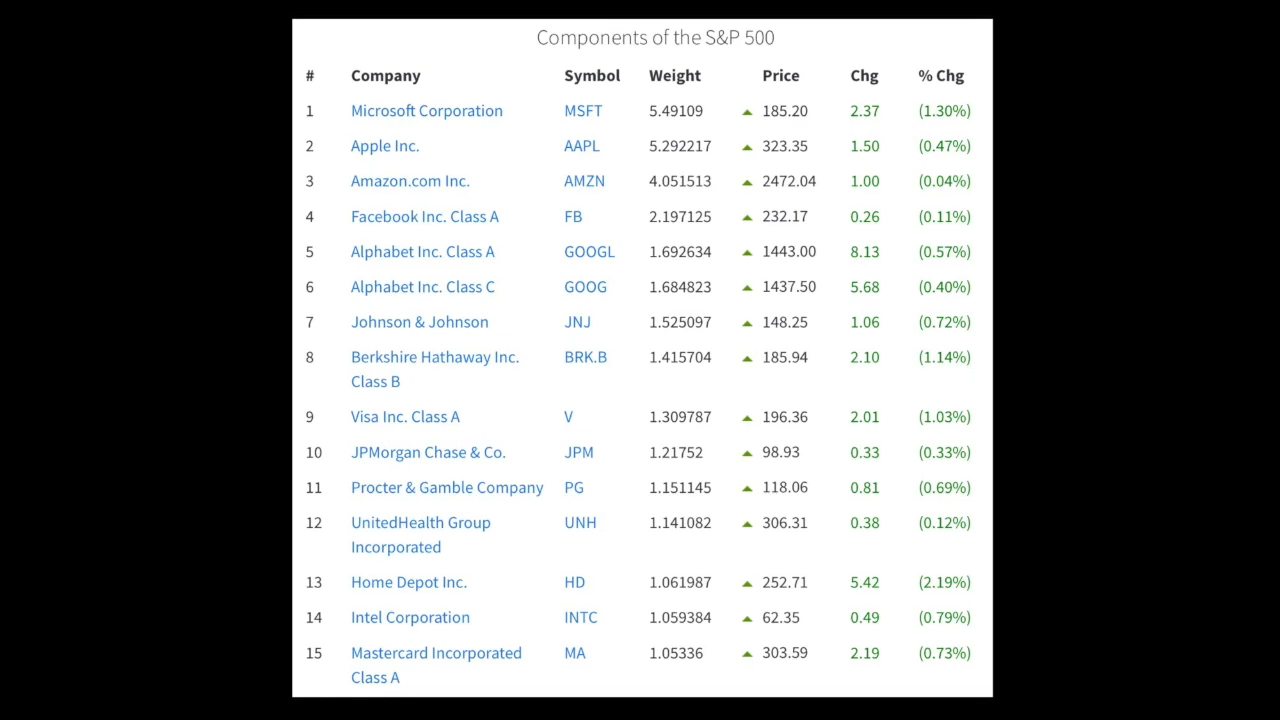 Components of the S&P 500
# Company Symbol Weight Price Chg % Chg
1 Microsoft Corporation MSFT 5.49109 185.20 2.37 (1.30%)
2 Apple Inc. AAPL 5.292217 323.35 1.50 (0.47%)
3 Amazon.com Inc. AMZN 4.051513 2472.04 1.00 (0.04%)
4 Facebook Inc. Class A FB 2.197125 232.17 0.26 (0.11%)
5 Alphabet Inc. Class A GOOGL 1.692634 1443.00 8.13 (0.57%)
6 Alphabet Inc. Class C GOOG 1.684823 1437.50 5.68 (0.40%)
7 Johnson & Johnson JNJ 1.525097 148.25 1.06 (0.72%)
8 Berkshire Hathaway Inc. BRK.B 1.415704 185.94 2.10 (1.14%)
Class B
9 Visa Inc. Class A V 1.309787 196.36 2.01 (1.03%)
10 JPMorgan Chase & Co. JPM 1.21752 98.93 0.33 (0.33%)
11 Procter & Gamble Company PG 1.151145 118.06 0.81 (0.69%)
12 UnitedHealth Group UNH 1.141082 306.31 0.38 (0.12%)
Incorporated
13 Home Depot Inc. HD 1.061987 252.71 5.42 (2.19%)
14 Intel Corporation INTC 1.059384 62.35 0.49 (0.79%)
15 Mastercard Incorporated MA 1.05336 303.59 2.19 (0.73%)
Class A